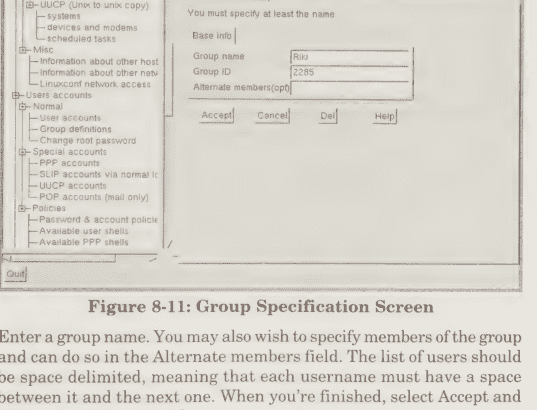 UUCP (Unix to unix copy)
systems
devices and modems
scheduled tasks
Misc
Information about other host
Information about other netw
Linuxconf network access
Users accounts
Normal
User accounts
Group definitions
Change root password
Special accounts
PPP accounts
SLIP accounts via normal lo
UUCP accounts
POP accounts (mail only)
Policies
Password & account policie
Available user shells
Available PPP shells
You must specify at least the name
Base info
Group name Riki
Group ID 2285
Alternate members(opt)
Accept Cancel Del Help
Quit
Figure 8-11: Group Specification Screen
Enter a group name. You may also wish to specify members of the group
and can do so in the Alternate members field. The list of users should
be space delimited, meaning that each username must have a space
between it and the next one. When you're finished, select Accept and